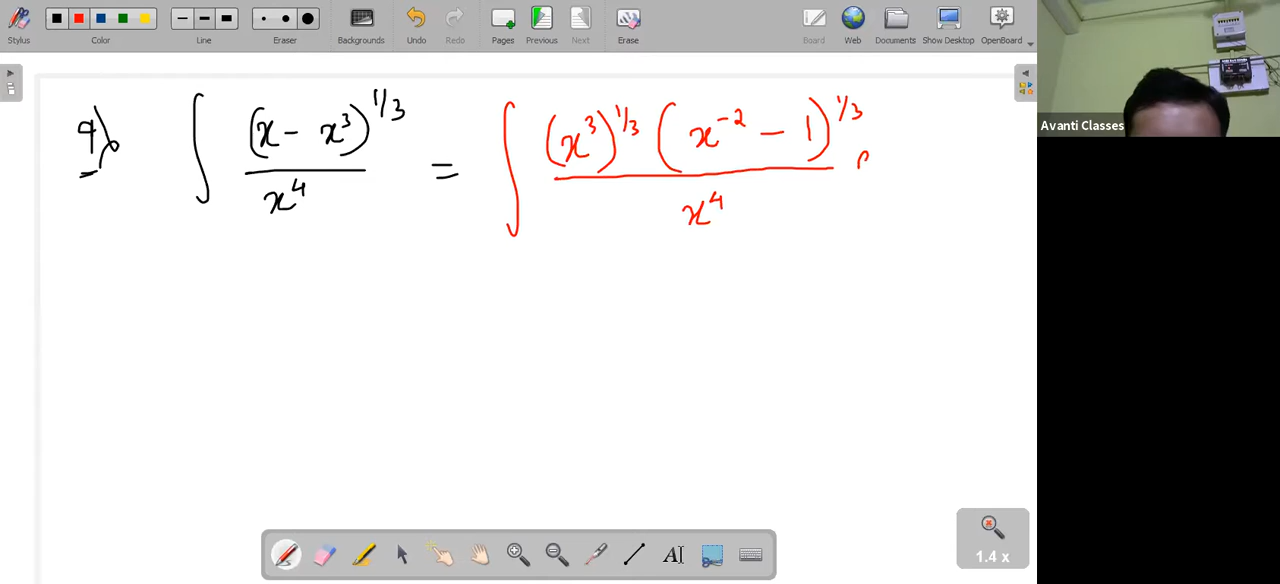 Stylus Color Line Eraser Backgrounds Undo Redo Pages Previous Next Erase Board Web Documents Show Desktop OpenBoard
Avanti Classes
9) ∫ (x - x³)^1/3 / x⁴ = ∫ (x³)^1/3 (x^-2 - 1)^1/3 / x⁴
1.4 x